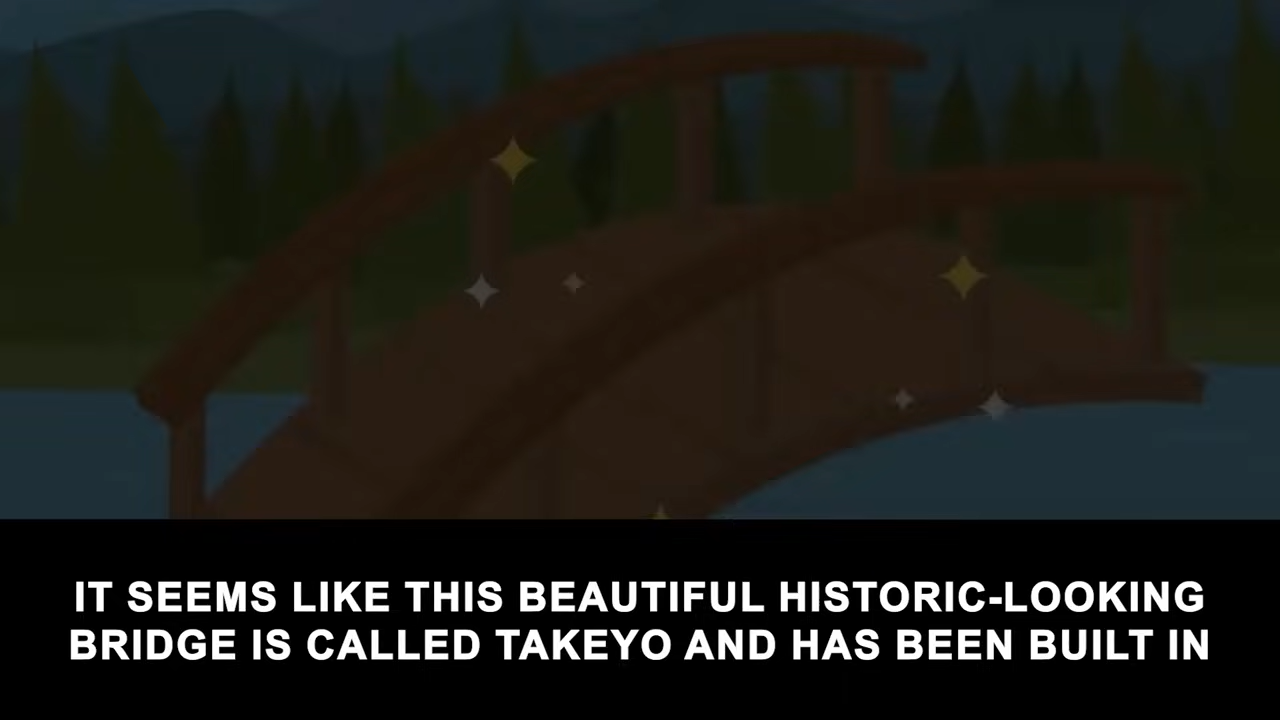 IT SEEMS LIKE THIS BEAUTIFUL HISTORIC-LOOKING
BRIDGE IS CALLED TAKEYO AND HAS BEEN BUILT IN